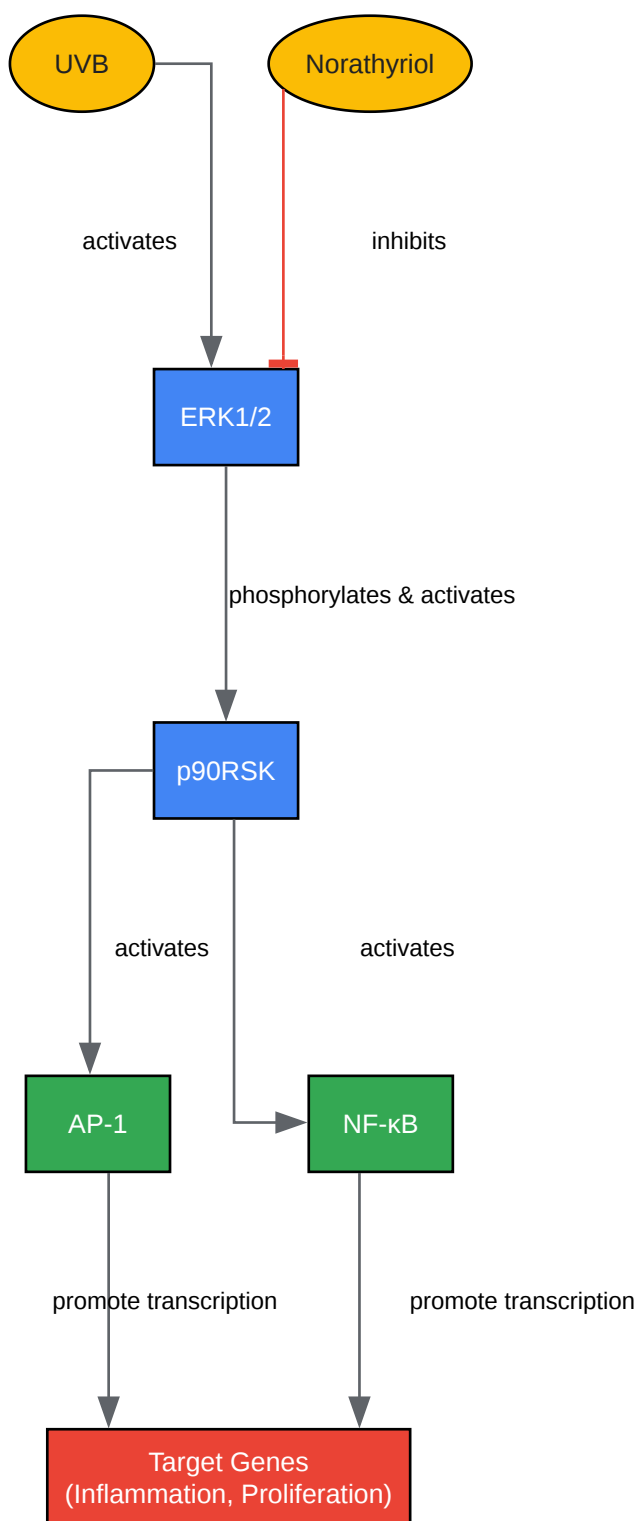 UVB
Norathyriol
activates
inhibits
ERK1/2
phosphorylates & activates
p90RSK
activates
activates
AP-1
NF-κB
promote transcription
promote transcription
Target Genes
(Inflammation, Proliferation)